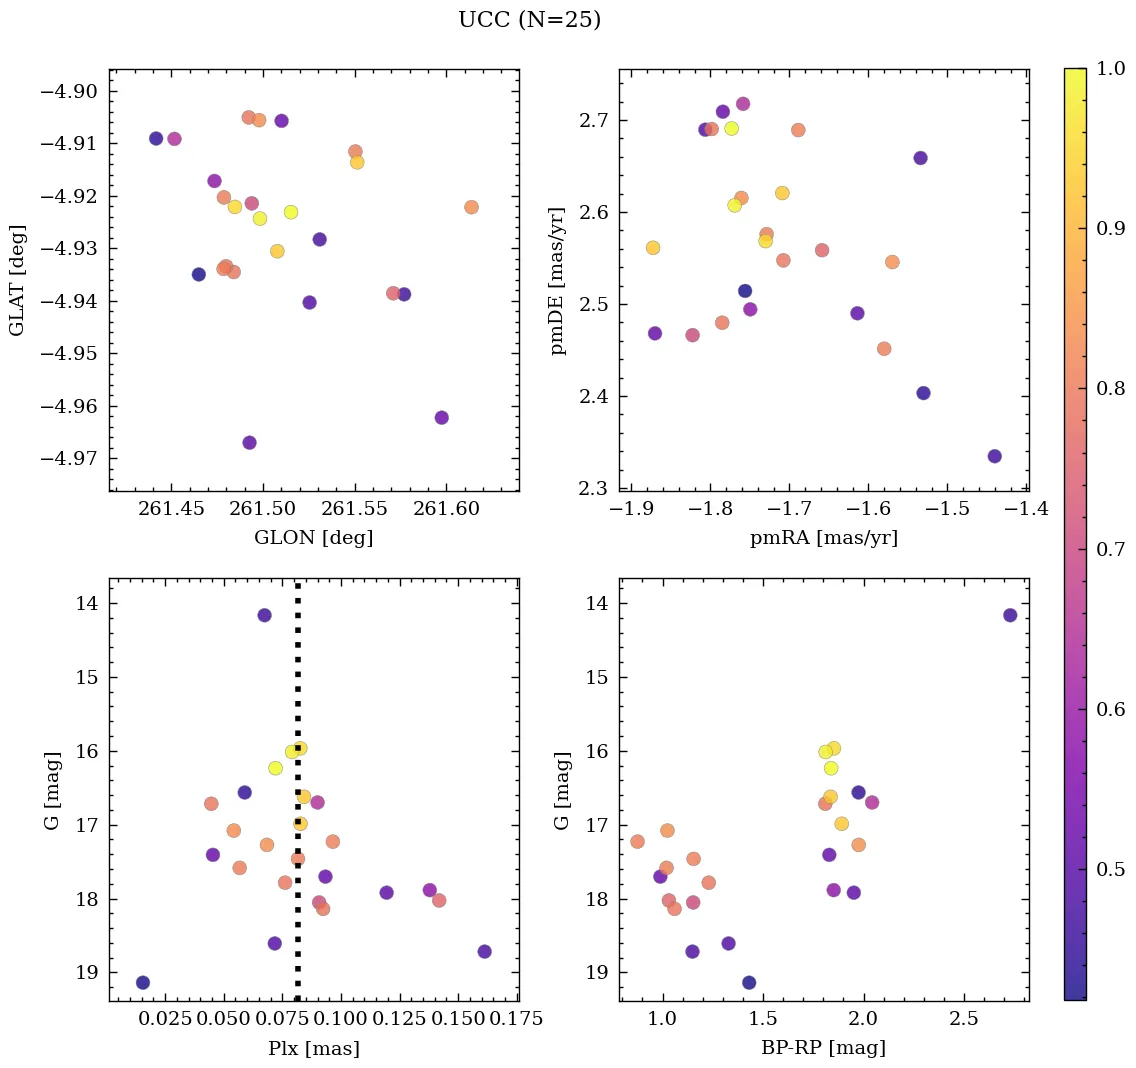 UCC (N=25)
−4.90
−4.91
−4.92
−4.93
−4.94
−4.95
−4.96
−4.97
GLAT [deg]
261.45 261.50 261.55 261.60
GLON [deg]
2.7
2.6
2.5
2.4
2.3
pmDE [mas/yr]
−1.9 −1.8 −1.7 −1.6 −1.5 −1.4
pmRA [mas/yr]
14
15
16
17
18
19
G [mag]
0.025 0.050 0.075 0.100 0.125 0.150 0.175
Plx [mas]
14
15
16
17
18
19
G [mag]
1.0 1.5 2.0 2.5
BP-RP [mag]
1.0
0.9
0.8
0.7
0.6
0.5